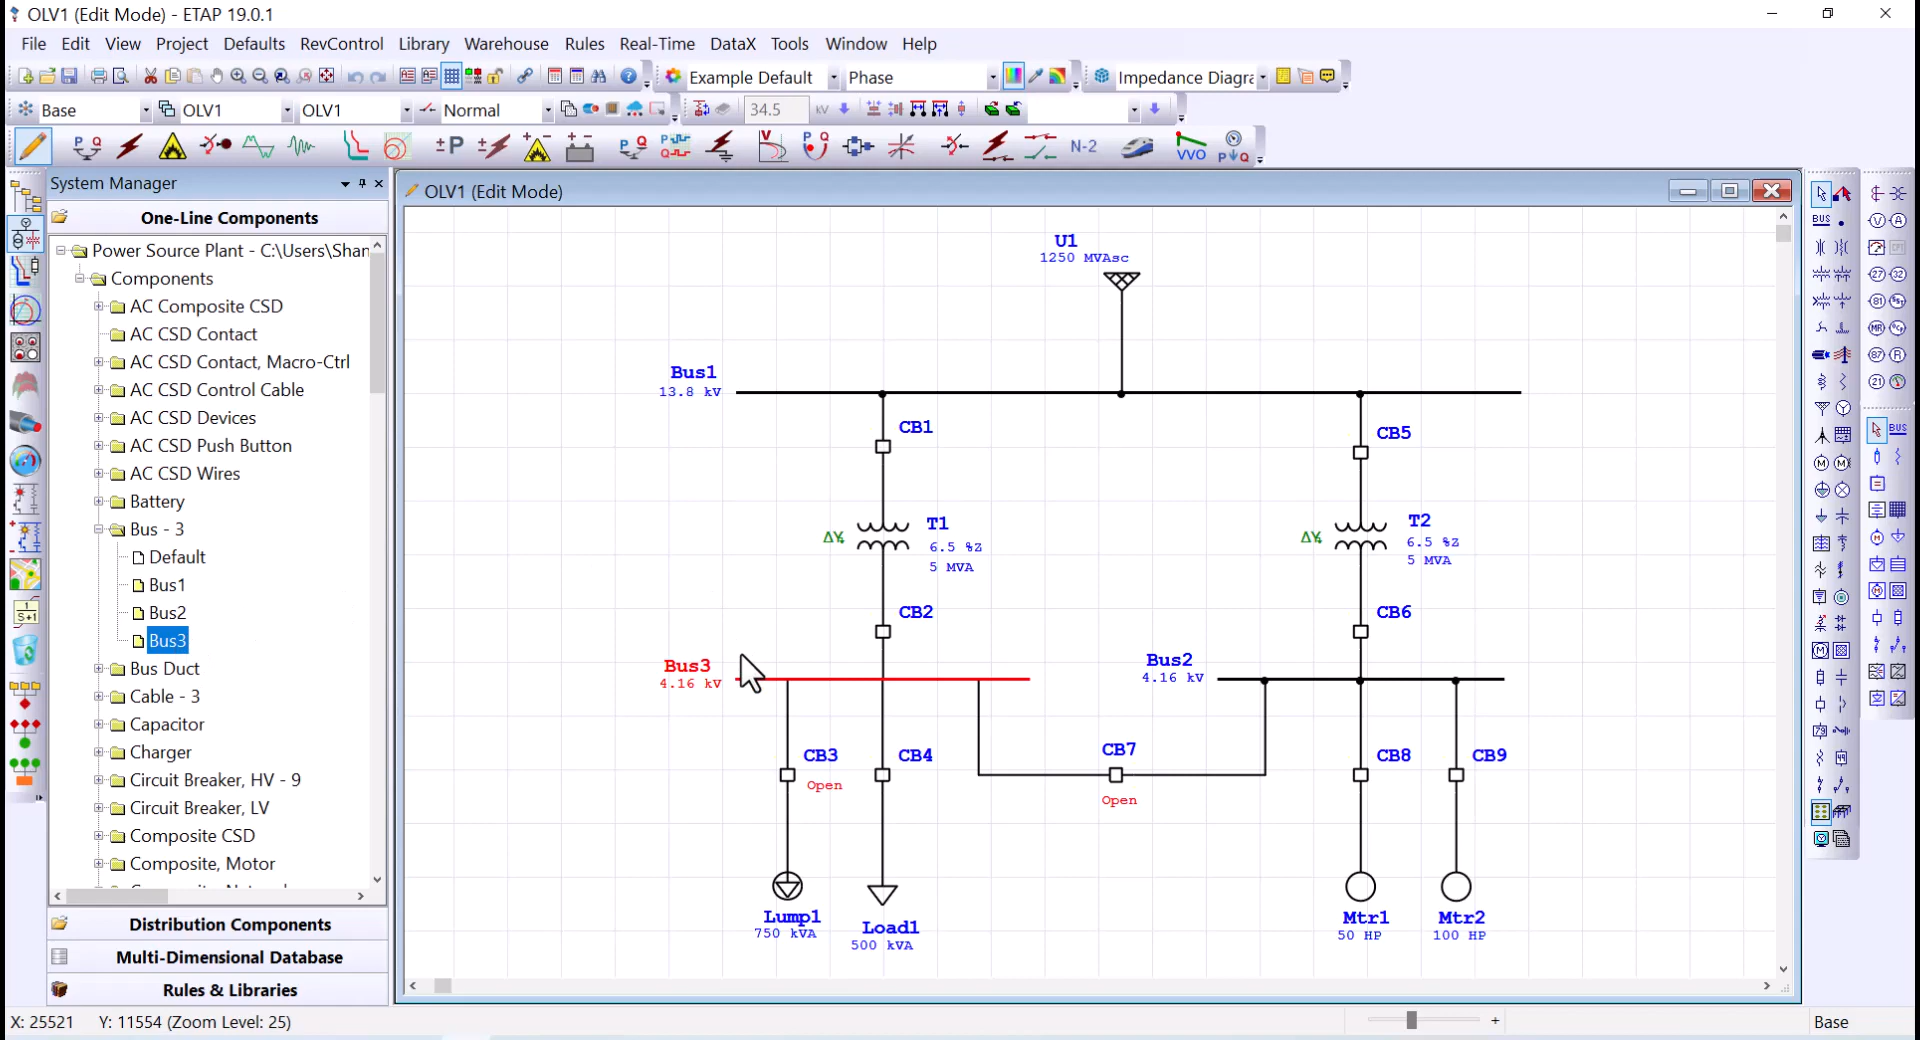 OLV1 (Edit Mode) - ETAP 19.0.1
File Edit View Project Defaults RevControl Library Warehouse Rules Real-Time DataX Tools Window Help
Example Default Phase Impedance Diagra
Base OLV1 OLV1 Normal 34.5 kV
N-2 VVO
System Manager
One-Line Components
Power Source Plant - C:\Users\Shan
Components
AC Composite CSD
AC CSD Contact
AC CSD Contact, Macro-Ctrl
AC CSD Control Cable
AC CSD Devices
AC CSD Push Button
AC CSD Wires
Battery
Bus - 3
Default
Bus1
Bus2
Bus3
Bus Duct
Cable - 3
Capacitor
Charger
Circuit Breaker, HV - 9
Circuit Breaker, LV
Composite CSD
Composite, Motor
Distribution Components
Multi-Dimensional Database
Rules & Libraries
OLV1 (Edit Mode)
U1
1250 MVAsc
Bus1
13.8 kV
CB1
CB5
T1
6.5 %Z
5 MVA
T2
6.5 %Z
5 MVA
CB2
CB6
Bus3
4.16 kV
Bus2
4.16 kV
CB3
Open
CB4
CB7
Open
CB8
CB9
Lump1
750 kVA
Load1
500 kVA
Mtr1
50 HP
Mtr2
100 HP
BUS
BUS
X: 25521 Y: 11554 (Zoom Level: 25)
Base